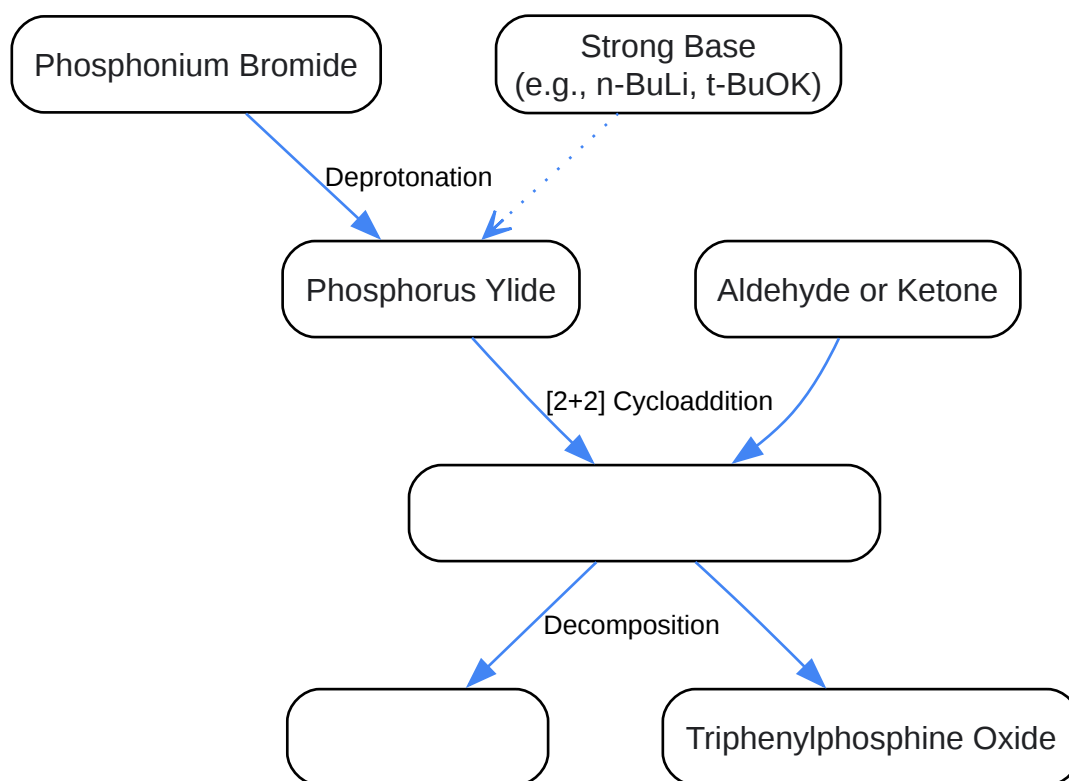 Phosphonium Bromide
Strong Base
(e.g., n-BuLi, t-BuOK)
Deprotonation
Phosphorus Ylide
Aldehyde or Ketone
[2+2] Cycloaddition
Decomposition
Triphenylphosphine Oxide